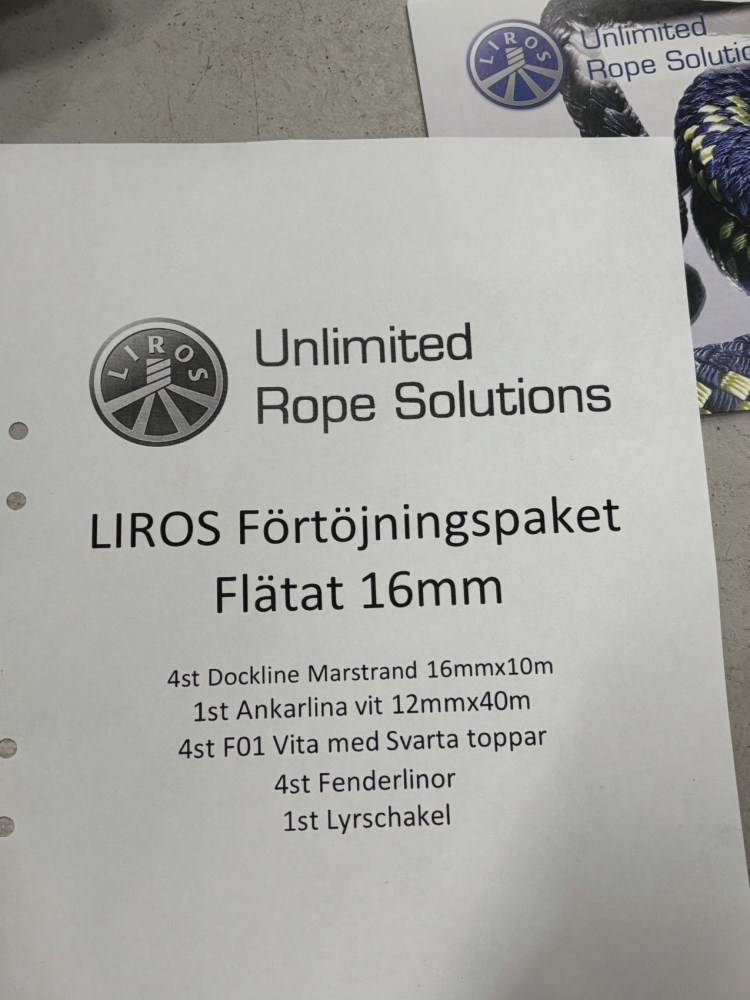 LIROS
Unlimited
Rope Solutio
LIROS
Unlimited
Rope Solutions
LIROS Förtöjningspaket
Flätat 16mm
4st Dockline Marstrand 16mmx10m
1st Ankarlina vit 12mmx40m
4st F01 Vita med Svarta toppar
4st Fenderlinor
1st Lyrschakel